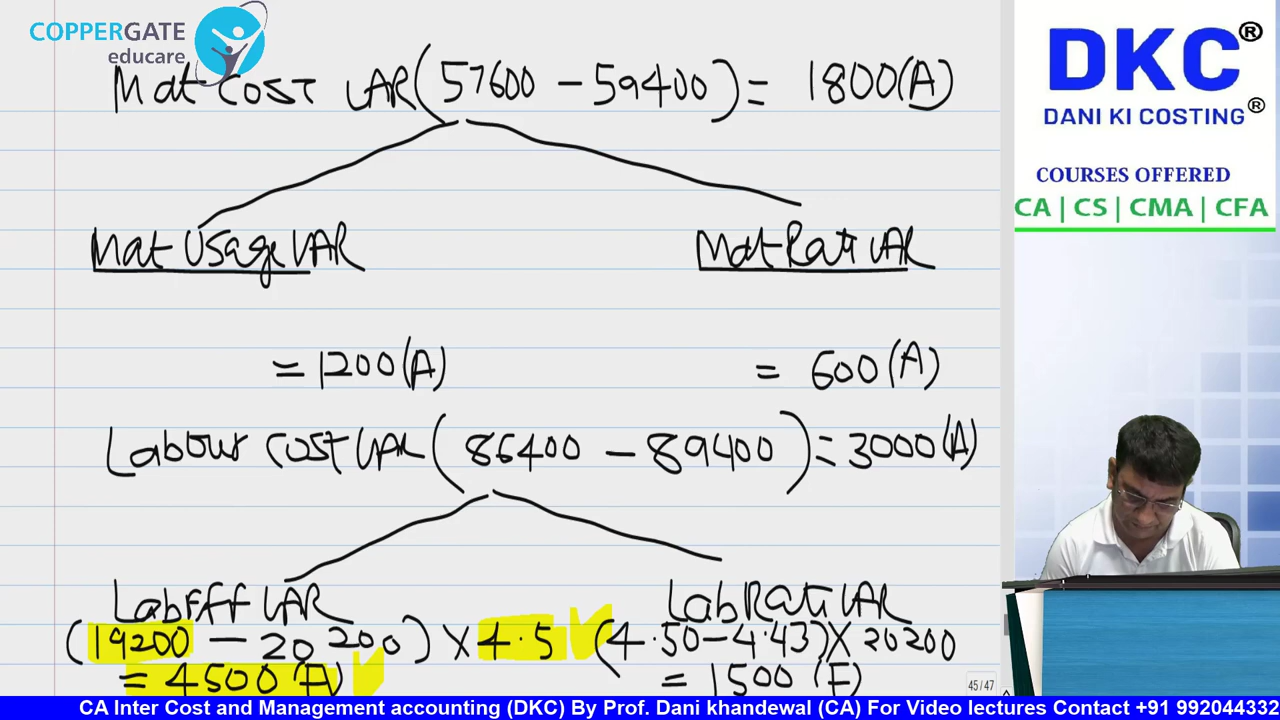 COPPERGATE
educare
Mat Cost VAR (57600 - 59400) = 1800 (A)
Mat Usage VAR
Mat Rate VAR
= 1200 (A)
= 600 (A)
Labour Cost VAR (86400 - 89400) = 3000 (A)
Lab Eff VAR
(19200 - 20200) X 4.5
= 4500 (A)
Lab Rate VAR
(4.50-4.43) X 20200
= 1500 (F)
45/47
DKC®
DANI KI COSTING®
COURSES OFFERED
CA | CS | CMA | CFA
CA Inter Cost and Management accounting (DKC) By Prof. Dani khandewal (CA) For Video lectures Contact +91 992044332